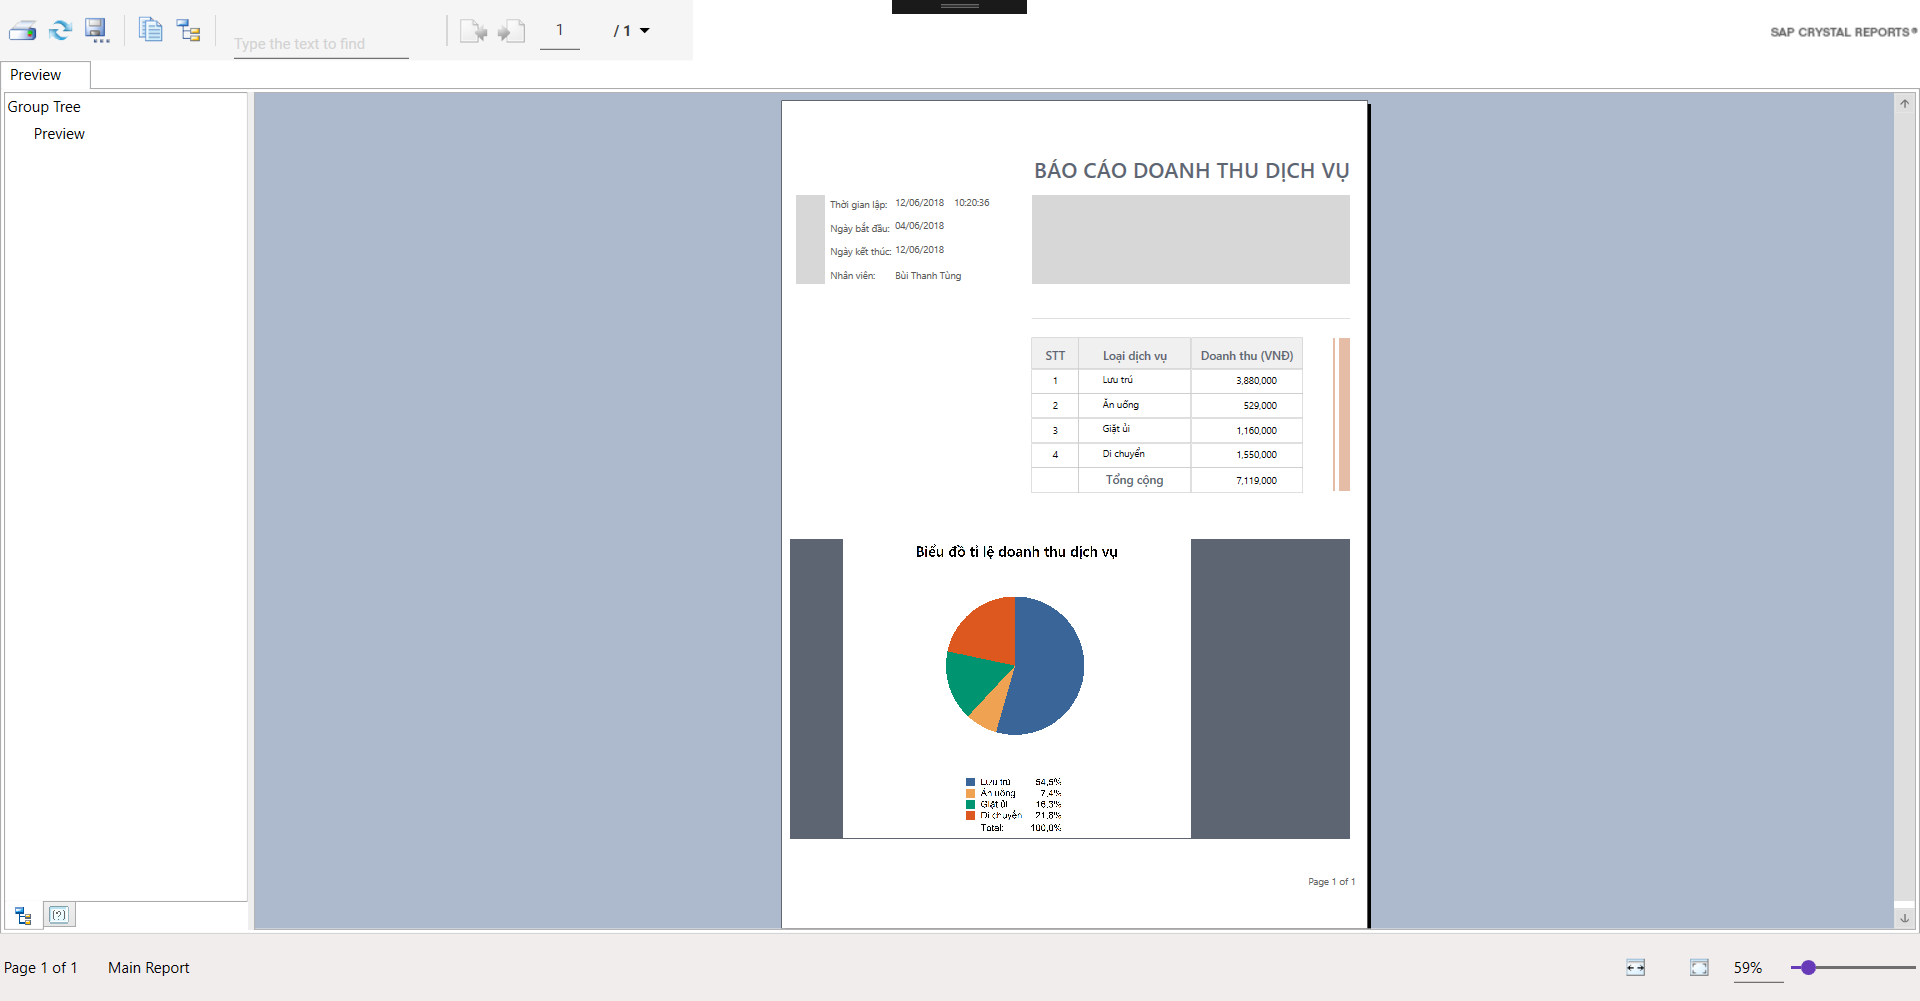 Type the text to find
1
/ 1
SAP CRYSTAL REPORTS®
Preview
Group Tree
Preview
BÁO CÁO DOANH THU DỊCH VỤ
Thời gian lập: 12/06/2018 10:20:36
Ngày bắt đầu: 04/06/2018
Ngày kết thúc: 12/06/2018
Nhân viên: Bùi Thanh Tùng
STT Loại dịch vụ Doanh thu (VNĐ)
1 Lưu trú 3,880,000
2 Ăn uống 529,000
3 Giặt ủi 1,160,000
4 Di chuyển 1,550,000
Tổng cộng 7,119,000
Biểu đồ tỉ lệ doanh thu dịch vụ
Lưu trú 54,5%
Ăn uống 7,4%
Giặt ủi 16,3%
Di chuyển 21,8%
Total: 100,0%
Page 1 of 1
Page 1 of 1 Main Report
59%